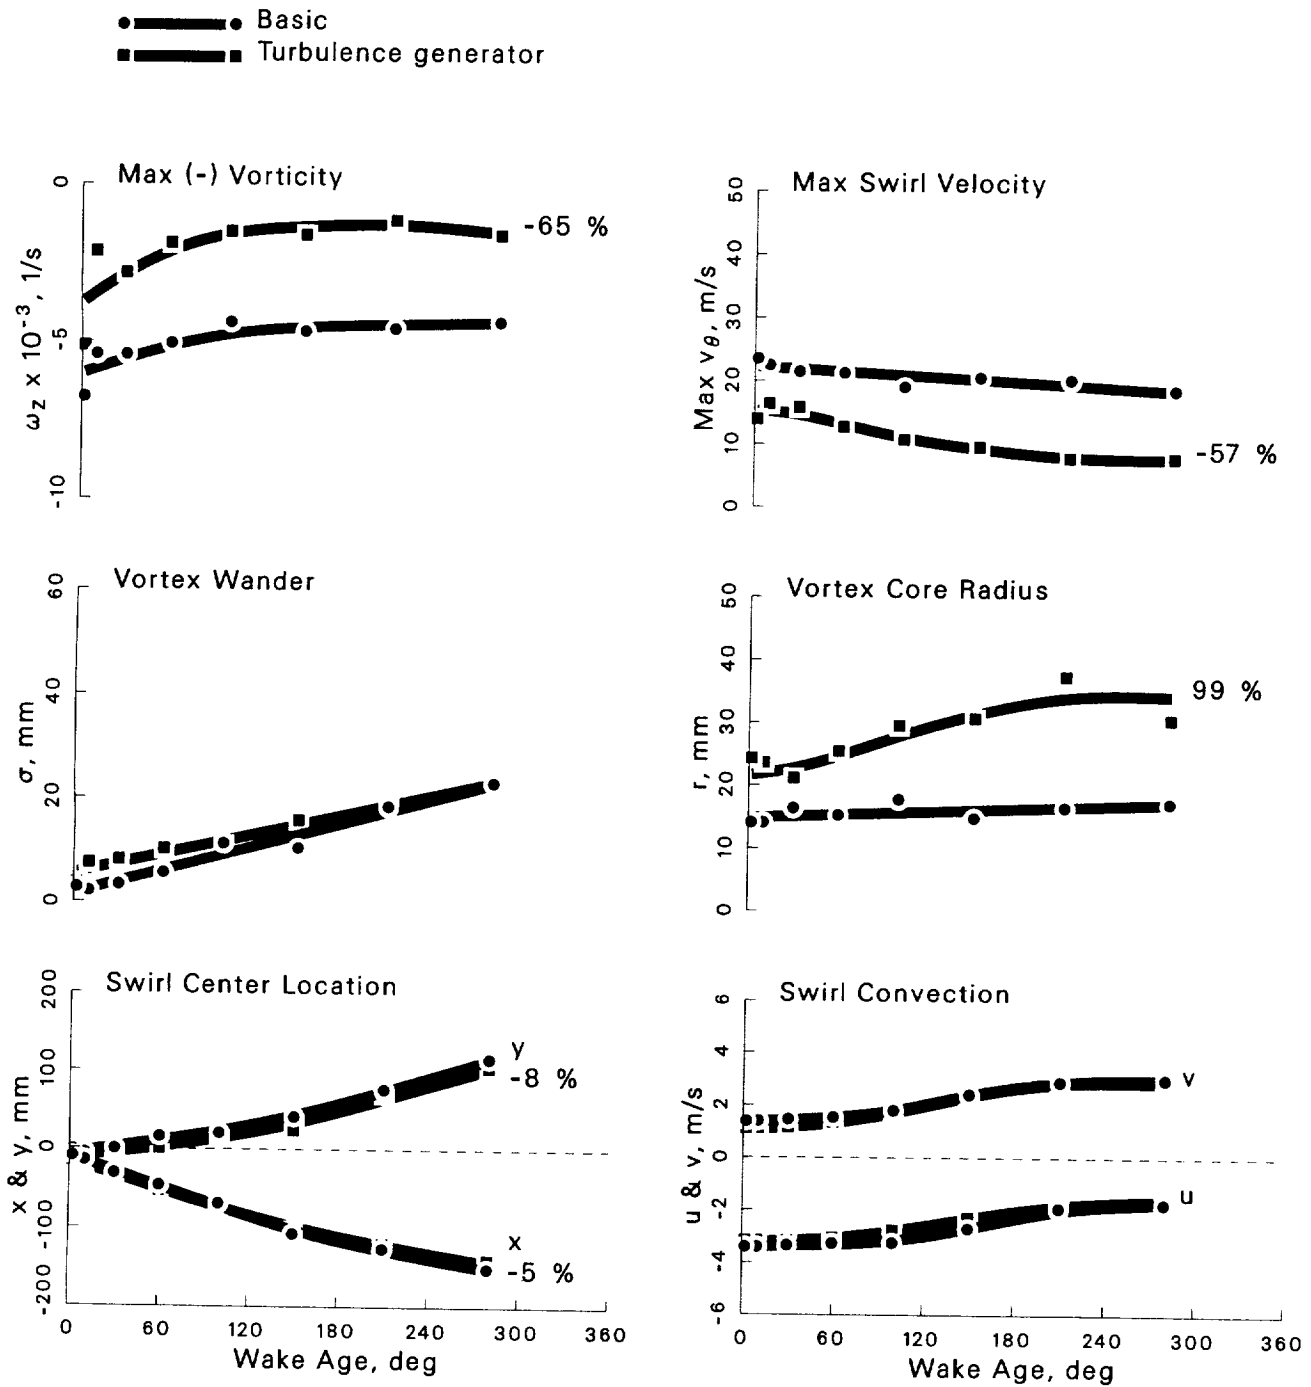 Basic
Turbulence generator
Max (-) Vorticity
0
-5
-10
ω_z x 10^-3, 1/s
-65 %
Max Swirl Velocity
50
40
30
20
10
0
Max v_θ, m/s
-57 %
Vortex Wander
60
40
20
0
σ, mm
Vortex Core Radius
50
40
30
20
10
0
r, mm
99 %
Swirl Center Location
200
100
0
-100
-200
x & y, mm
y
-8 %
x
-5 %
0 60 120 180 240 300 360
Wake Age, deg
Swirl Convection
6
4
2
0
-2
-4
-6
u & v, m/s
v
u
0 60 120 180 240 300 360
Wake Age, deg